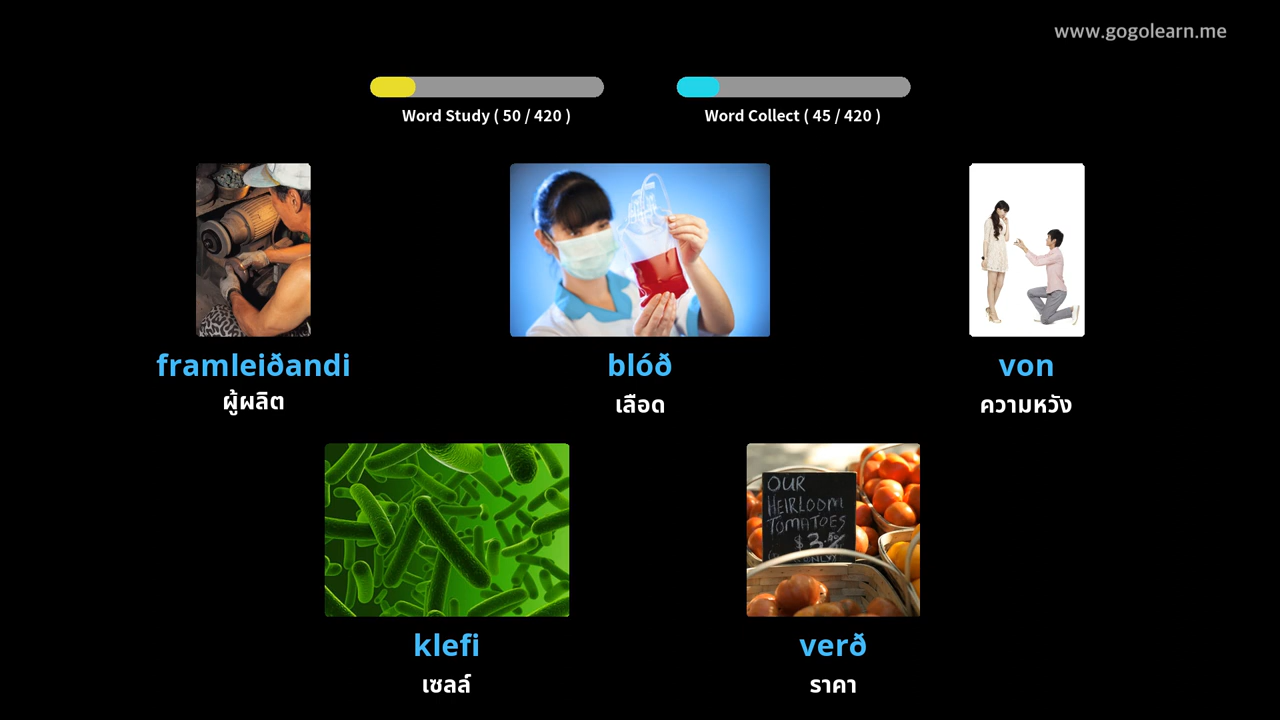 www.gogolearn.me
Word Study ( 50 / 420 )
Word Collect ( 45 / 420 )
framleiðandi
ผู้ผลิต
blóð
เลือด
von
ความหวัง
OUR
HEIRLOOM
TOMATOES
klefi
เซลล์
verð
ราคา